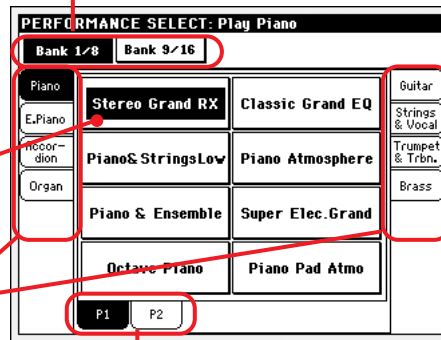 PERFORMANCE SELECT: Play Piano
Bank 1/8 Bank 9/16
Piano
E.Piano
Accor-
dion
Organ
Stereo Grand RX Classic Grand EQ
Piano& StringsLow Piano Atmosphere
Piano & Ensemble Super Elec.Grand
Octave Piano Piano Pad Atmo
Guitar
Strings
& Vocal
Trumpet
& Trbn.
Brass
P1 P2